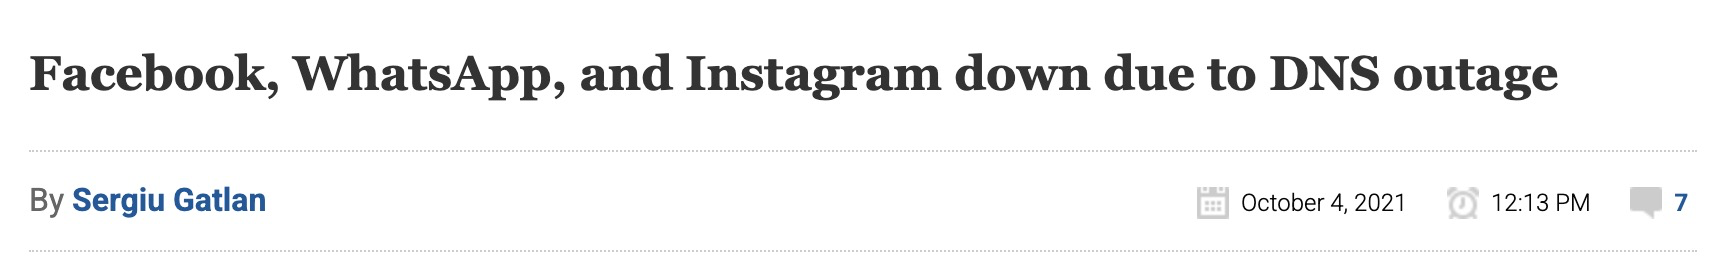 Facebook, WhatsApp, and Instagram down due to DNS outage
By Sergiu Gatlan October 4, 2021 12:13 PM 7